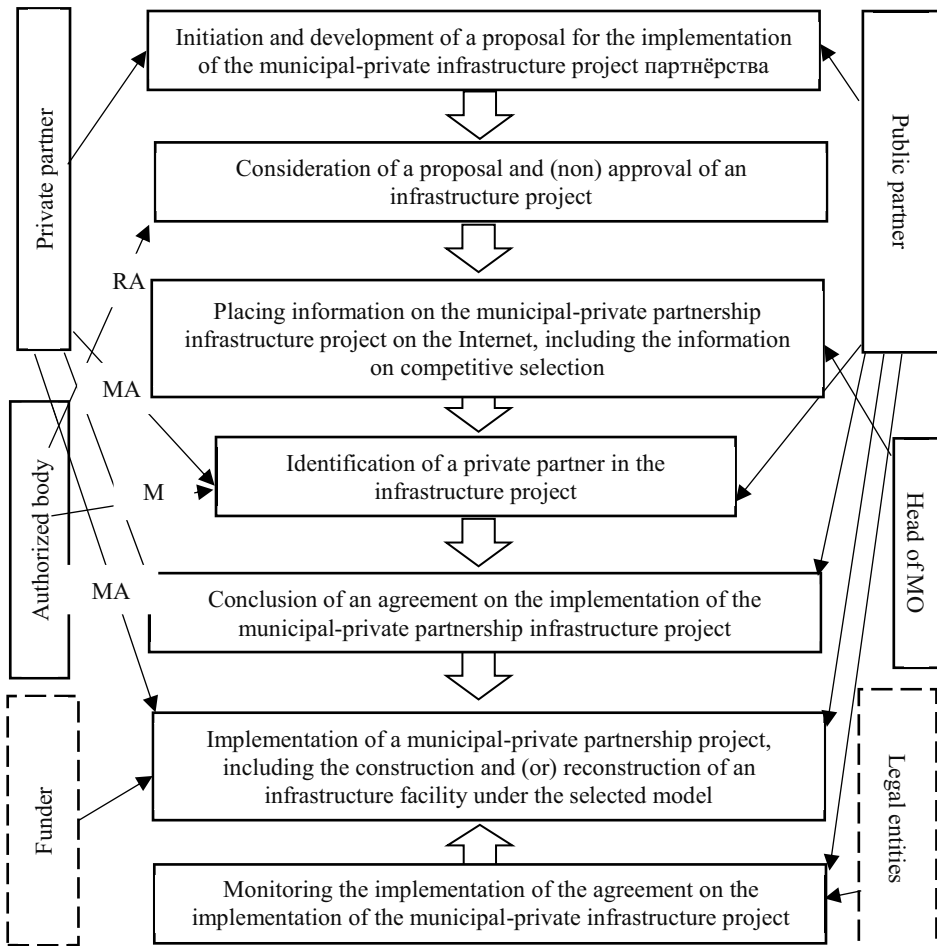 Initiation and development of a proposal for the implementation
of the municipal-private infrastructure project партнёрства
Private partner
Public partner
Consideration of a proposal and (non) approval of an
infrastructure project
RA
Placing information on the municipal-private partnership
infrastructure project on the Internet, including the information
on competitive selection
MA
Identification of a private partner in the
infrastructure project
M
Authorized body
Head of MO
MA
Conclusion of an agreement on the implementation of the
municipal-private partnership infrastructure project
Implementation of a municipal-private partnership project,
including the construction and (or) reconstruction of an
infrastructure facility under the selected model
Funder
Legal entities
Monitoring the implementation of the agreement on the
implementation of the municipal-private infrastructure project